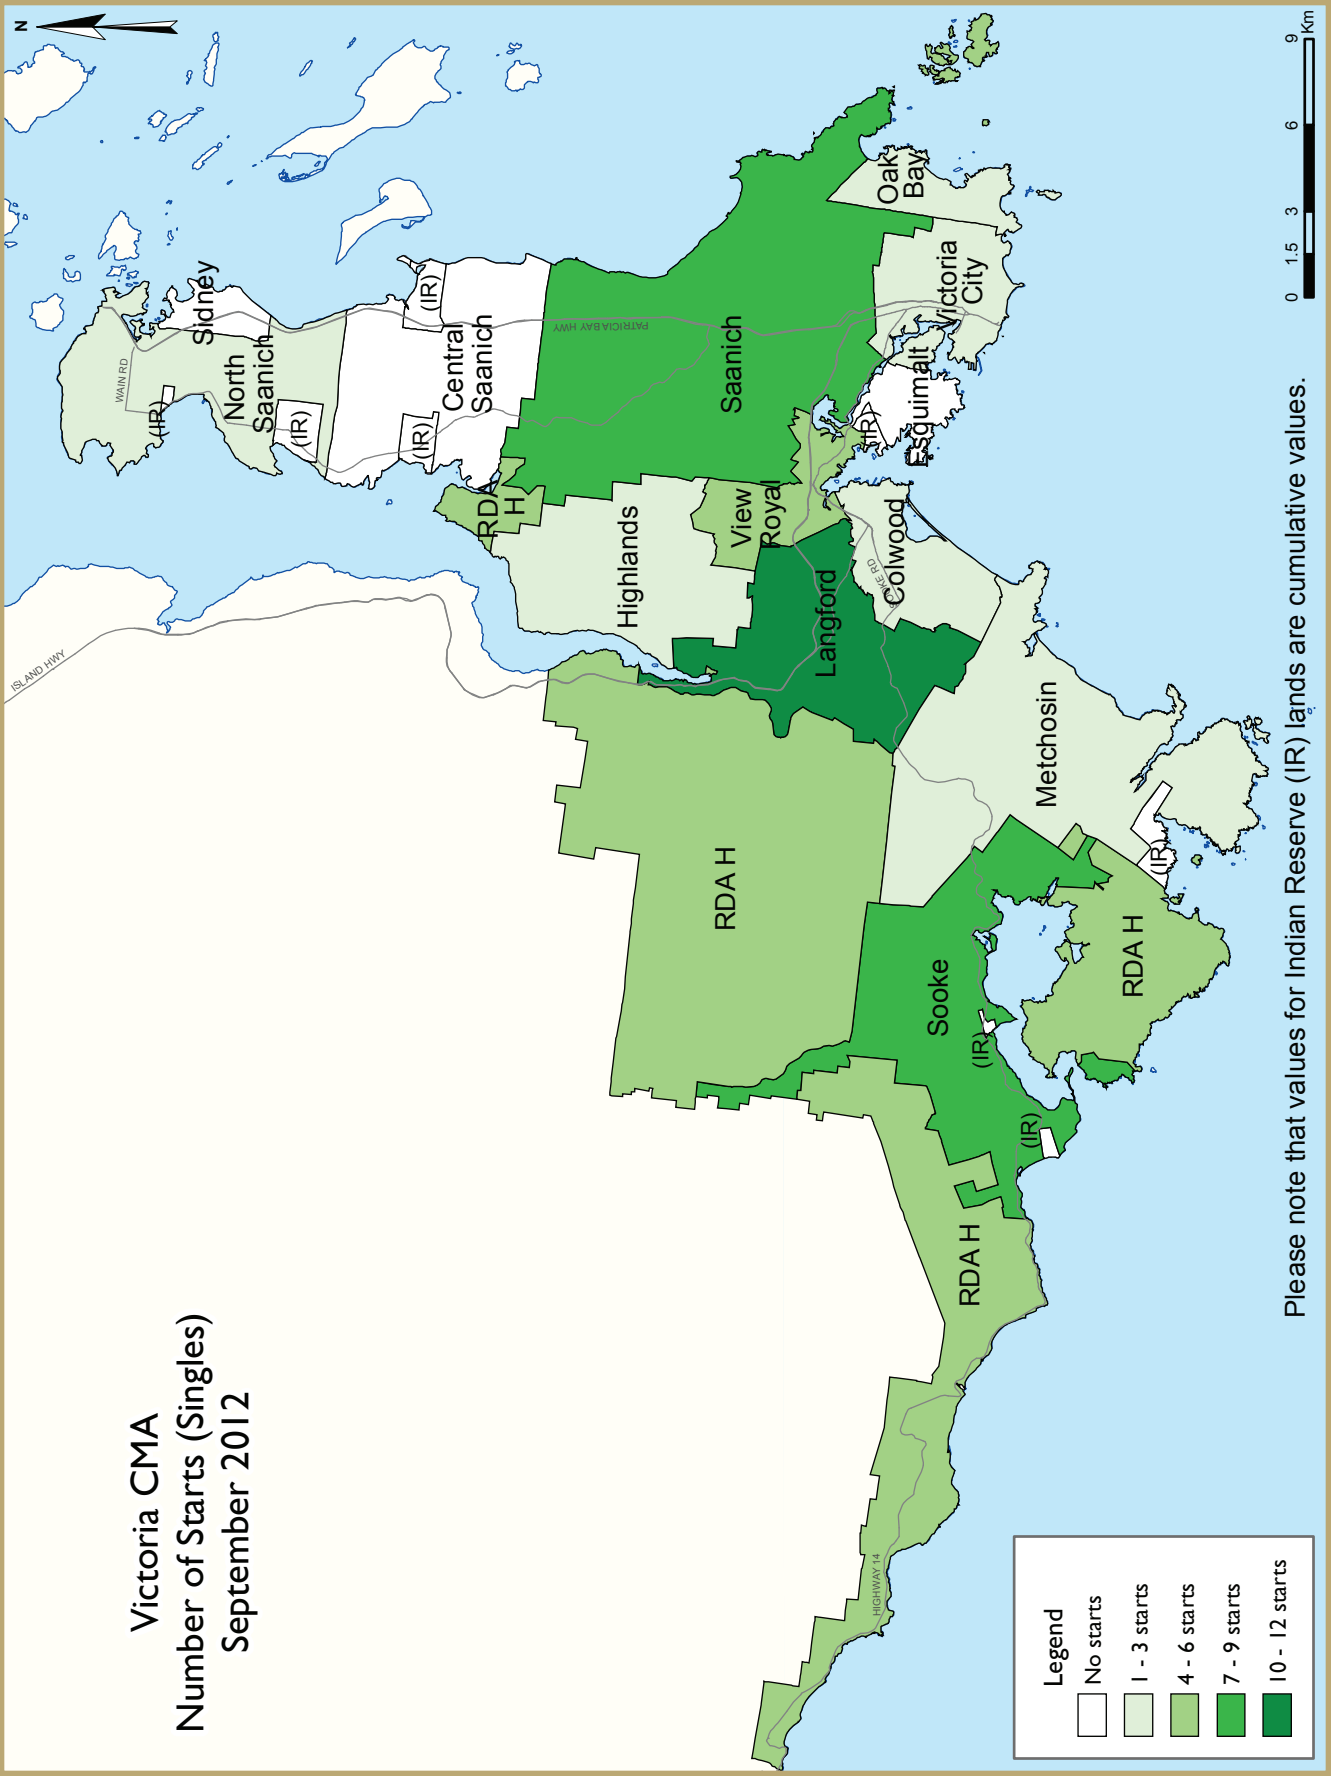 Victoria CMA
Number of Starts (Singles)
September 2012
N
ISLAND HWY
WAIN RD
(IR)
Sidney
North
Saanich
(IR)
(IR)
Central
Saanich
(IR)
PATRICIA BAY HWY
RDA
H
Highlands
Saanich
View
Royal
Langford
Oak
Bay
Victoria
City
Esquimalt
(IR)
Colwood
SOOKE RD
Metchosin
(IR)
RDA H
Sooke
(IR)
(IR)
RDA H
RDA H
HIGHWAY 14
Legend
No starts
1 - 3 starts
4 - 6 starts
7 - 9 starts
10 - 12 starts
Please note that values for Indian Reserve (IR) lands are cumulative values.
0 1.5 3 6 9
Km